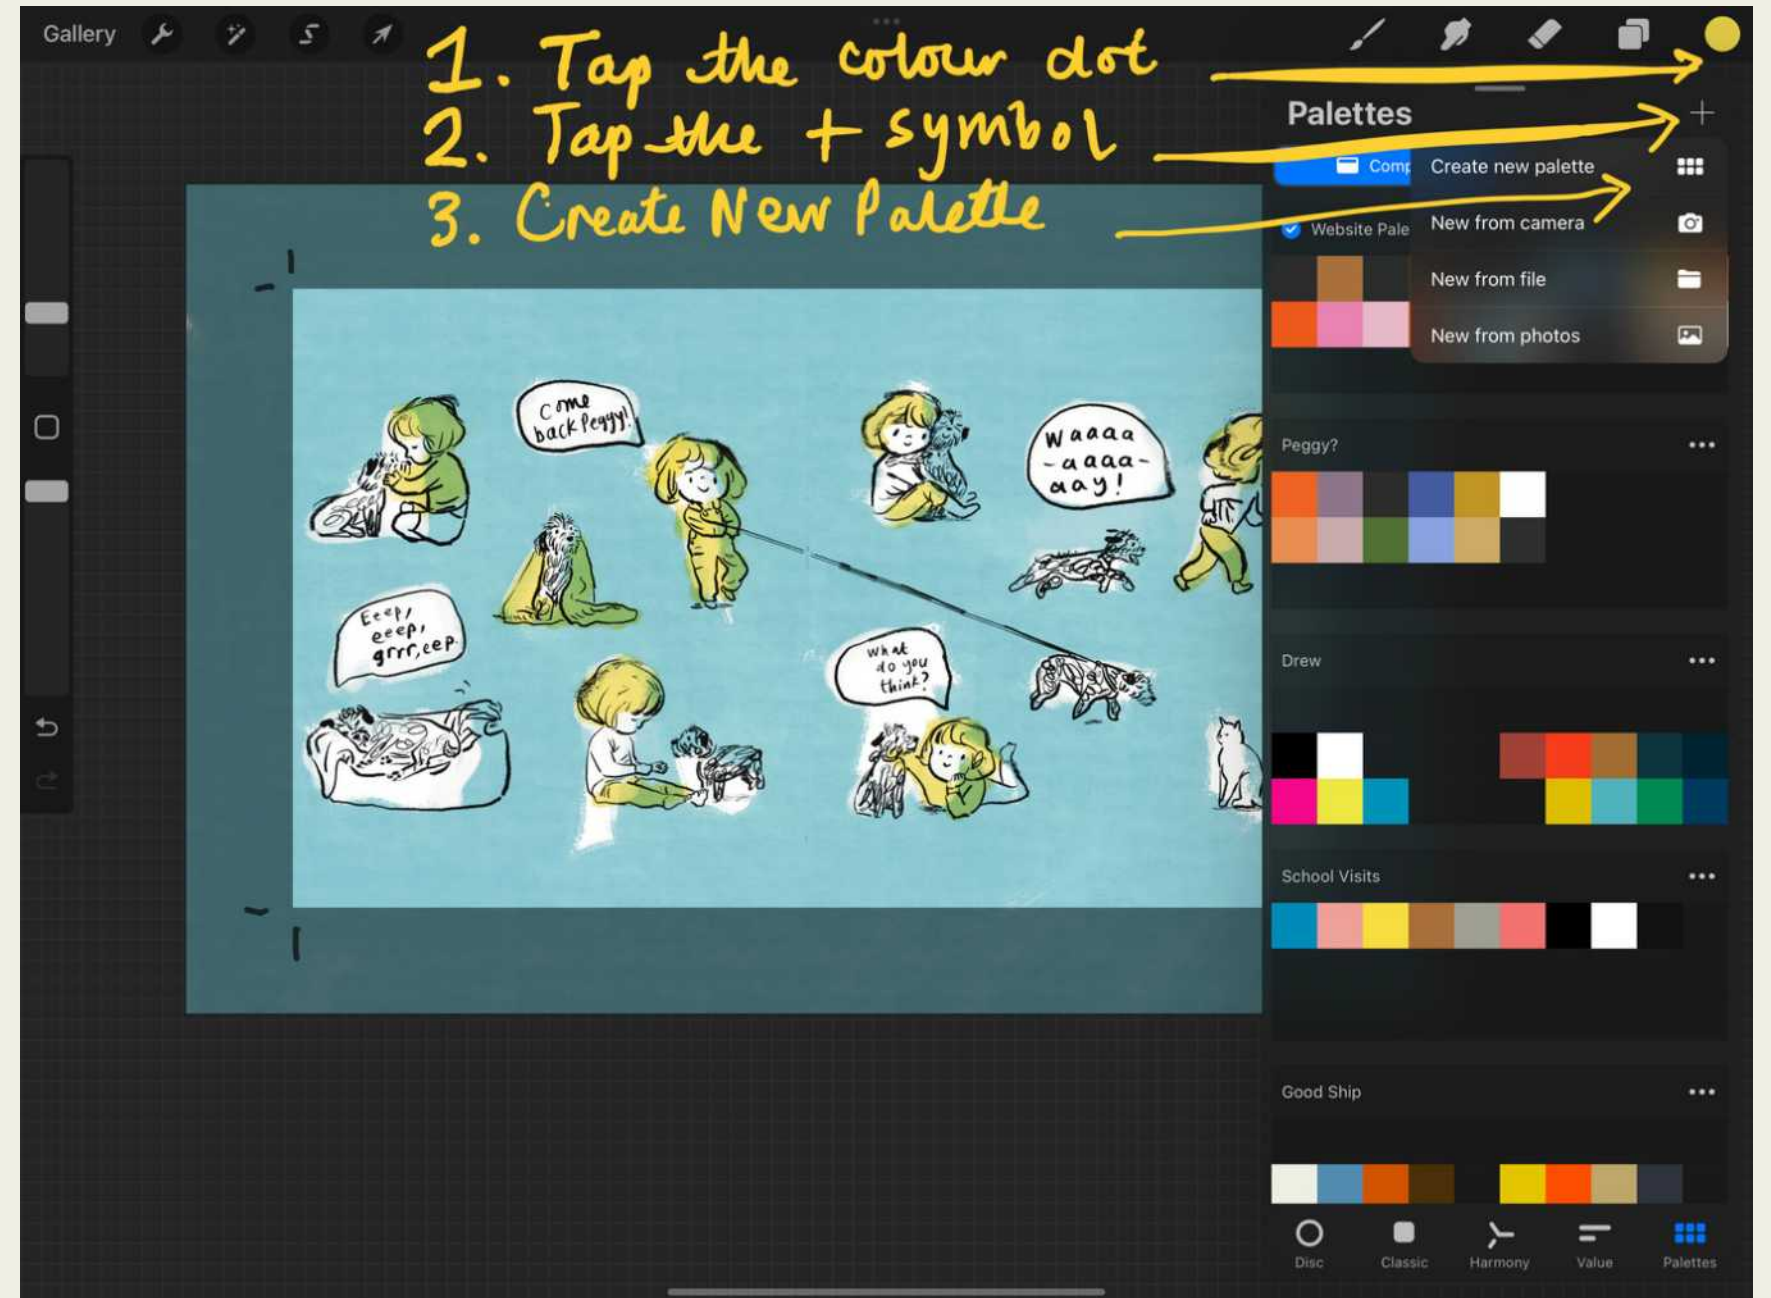 Gallery
1. Tap the colour dot
2. Tap the + symbol
3. Create New Palette
Palettes
Comp
Create new palette
New from camera
New from file
New from photos
Website Pale
Peggy?
Drew
School Visits
Good Ship
Disc
Classic
Harmony
Value
Palettes
Come
back Peggy!
Waaaa
-aaaa-
aay!
Eeep,
eeep,
grrr, eep.
What
do you
think?